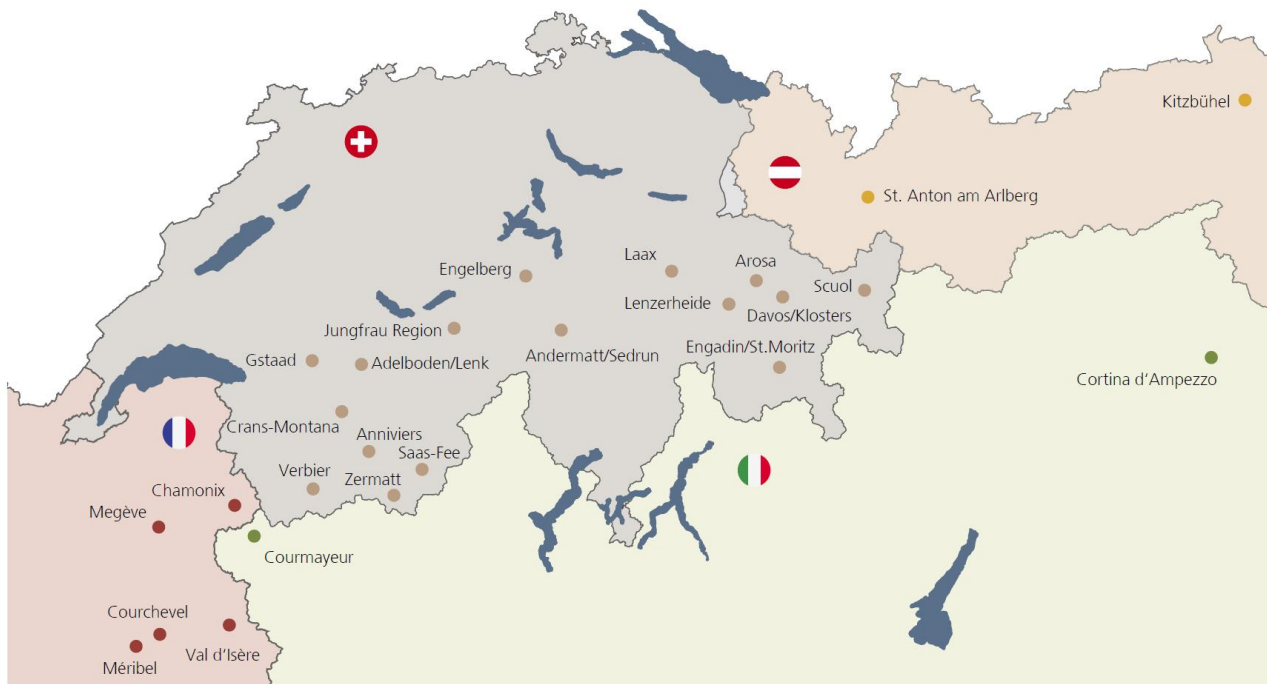 Kitzbühel
St. Anton am Arlberg
Laax
Arosa
Engelberg
Scuol
Lenzerheide
Davos/Klosters
Jungfrau Region
Andermatt/Sedrun
Engadin/St.Moritz
Gstaad
Adelboden/Lenk
Cortina d‘Ampezzo
Crans-Montana
Anniviers
Saas-Fee
Verbier
Zermatt
Chamonix
Megève
Courmayeur
Courchevel
Val d’Isère
Méribel